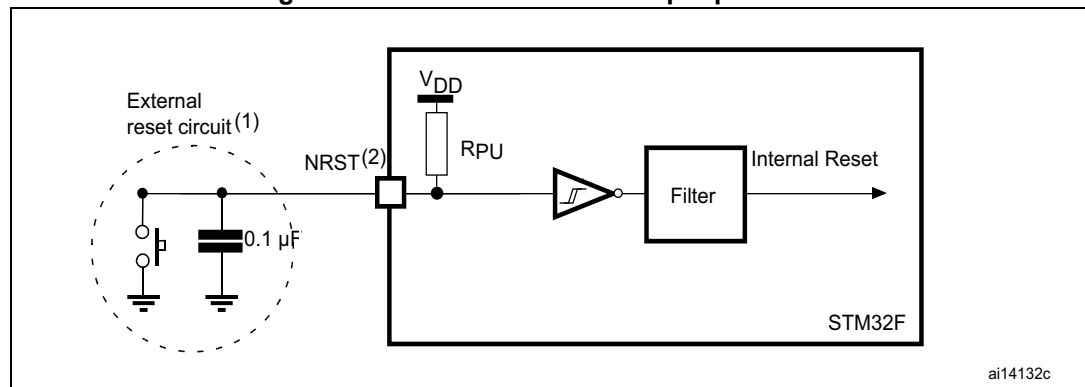 External
reset circuit(1)
NRST(2)
VDD
RPU
0.1 µF
Filter
Internal Reset
STM32F
ai14132c